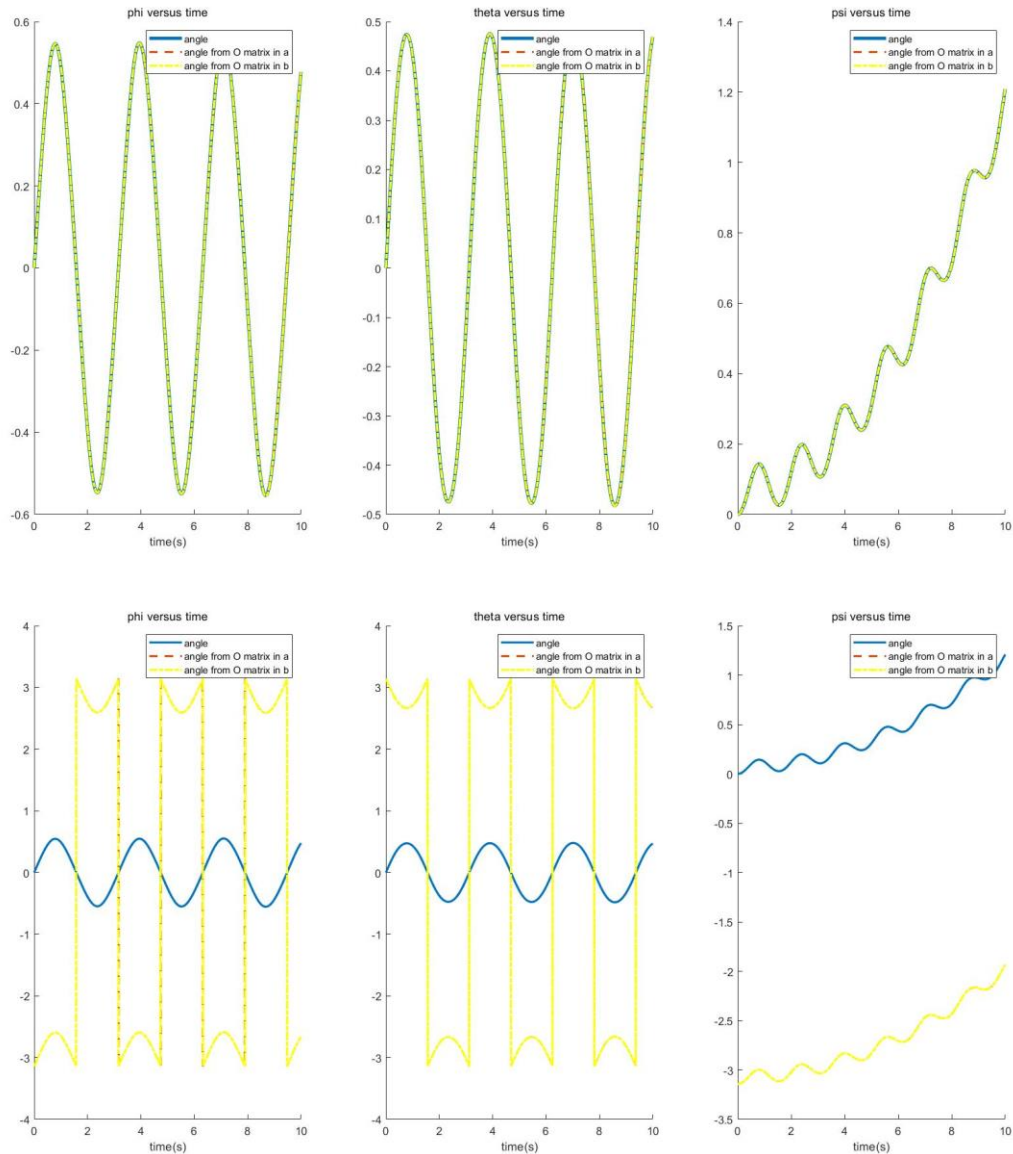 phi versus time
angle
angle from O matrix in a
angle from O matrix in b
0.6
0.4
0.2
0
-0.2
-0.4
-0.6
0 2 4 6 8 10
time(s)
theta versus time
angle
angle from O matrix in a
angle from O matrix in b
0.5
0.4
0.3
0.2
0.1
0
-0.1
-0.2
-0.3
-0.4
-0.5
0 2 4 6 8 10
time(s)
psi versus time
angle
angle from O matrix in a
angle from O matrix in b
1.4
1.2
1
0.8
0.6
0.4
0.2
0
0 2 4 6 8 10
time(s)
phi versus time
angle
angle from O matrix in a
angle from O matrix in b
4
3
2
1
0
-1
-2
-3
-4
0 2 4 6 8 10
time(s)
theta versus time
angle
angle from O matrix in a
angle from O matrix in b
4
3
2
1
0
-1
-2
-3
-4
0 2 4 6 8 10
time(s)
psi versus time
angle
angle from O matrix in a
angle from O matrix in b
1.5
1
0.5
0
-0.5
-1
-1.5
-2
-2.5
-3
-3.5
0 2 4 6 8 10
time(s)